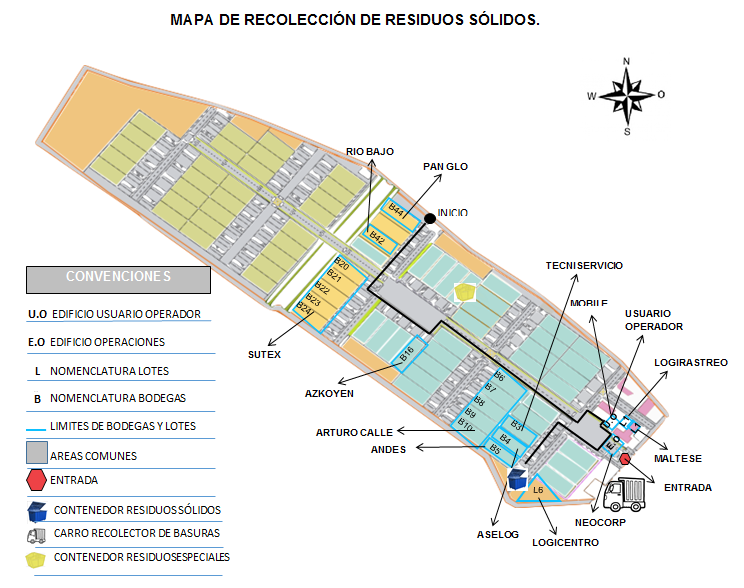 MAPA DE RECOLECCIÓN DE RESIDUOS SÓLIDOS.
N
W
O
S
RIO BAJO
PAN GLO
INICIO
B44
B42
B20
B21
B22
B23
B24
SUTEX
B16
AZKOYEN
TECNISERVICIO
MOBILE
USUARIO
OPERADOR
LOGIRASTREO
B6
B7
B8
B9
B10
B3
B4
B5
U.O
E.O
L1
ARTURO CALLE
ANDES
MALTESE
ENTRADA
L6
NEOCORP
ASELOG
LOGICENTRO
CONVENCIONES
U.O EDIFICIO USUARIO OPERADOR
E.O EDIFICIO OPERACIONES
L NOMENCLATURA LOTES
B NOMENCLATURA BODEGAS
LIMITES DE BODEGAS Y LOTES
AREAS COMUNES
ENTRADA
CONTENEDOR RESIDUOS SÓLIDOS
CARRO RECOLECTOR DE BASURAS
CONTENEDOR RESIDUOS ESPECIALES